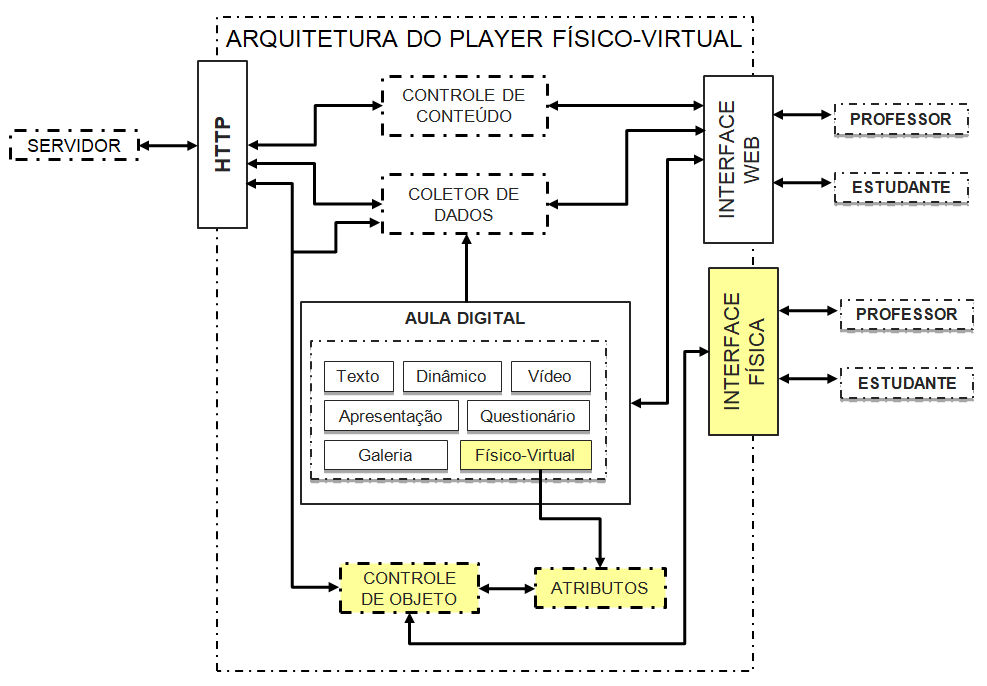 ARQUITETURA DO PLAYER FÍSICO-VIRTUAL
SERVIDOR
HTTP
CONTROLE DE
CONTEÚDO
COLETOR DE
DADOS
INTERFACE
WEB
PROFESSOR
ESTUDANTE
AULA DIGITAL
Texto
Dinâmico
Vídeo
Apresentação
Questionário
Galeria
Físico-Virtual
INTERFACE
FÍSICA
PROFESSOR
ESTUDANTE
CONTROLE
DE OBJETO
ATRIBUTOS